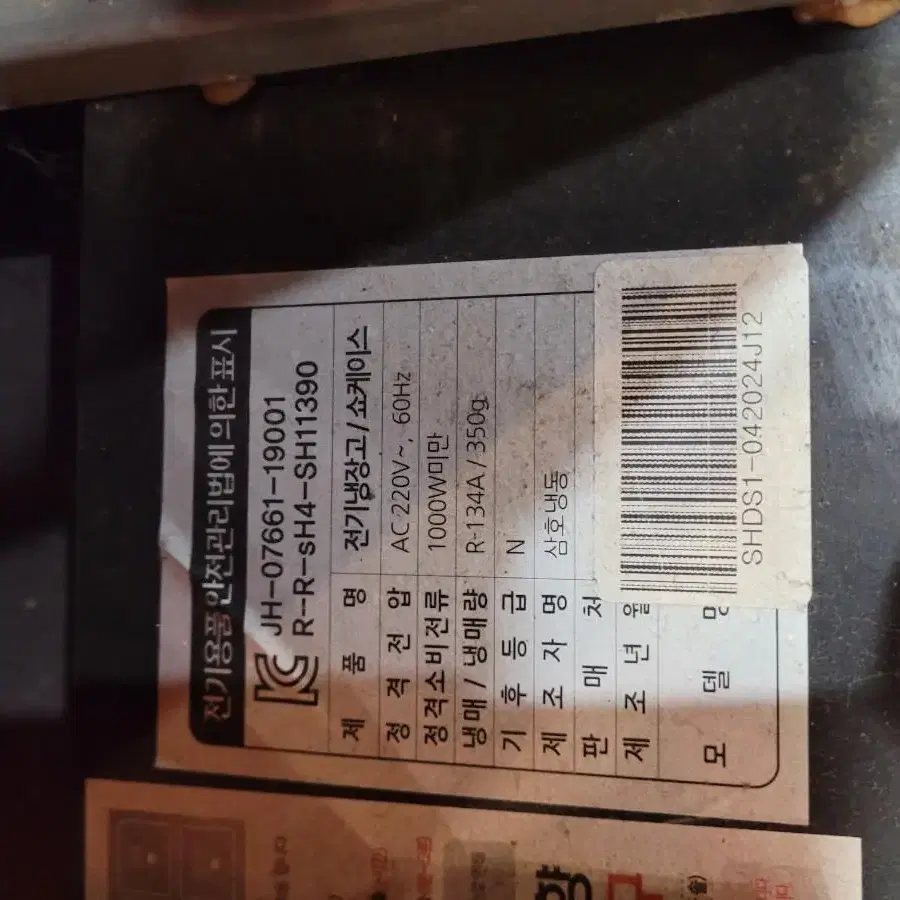 전기용품안전관리법에의한 표시
JH-07661-19001
R-R-sH4-SH11390
제 품 명 전기냉장고 / 쇼케이스
정 격 전 압 AC 220V~, 60Hz
정격소비전류 1000W미만
냉매 / 냉매량 R-134A / 350g
기 후 등 급 N
제 조 자 명 삼호냉동
판 매 처
제 조 년 월
모 델 명
SHDS1-042024J12